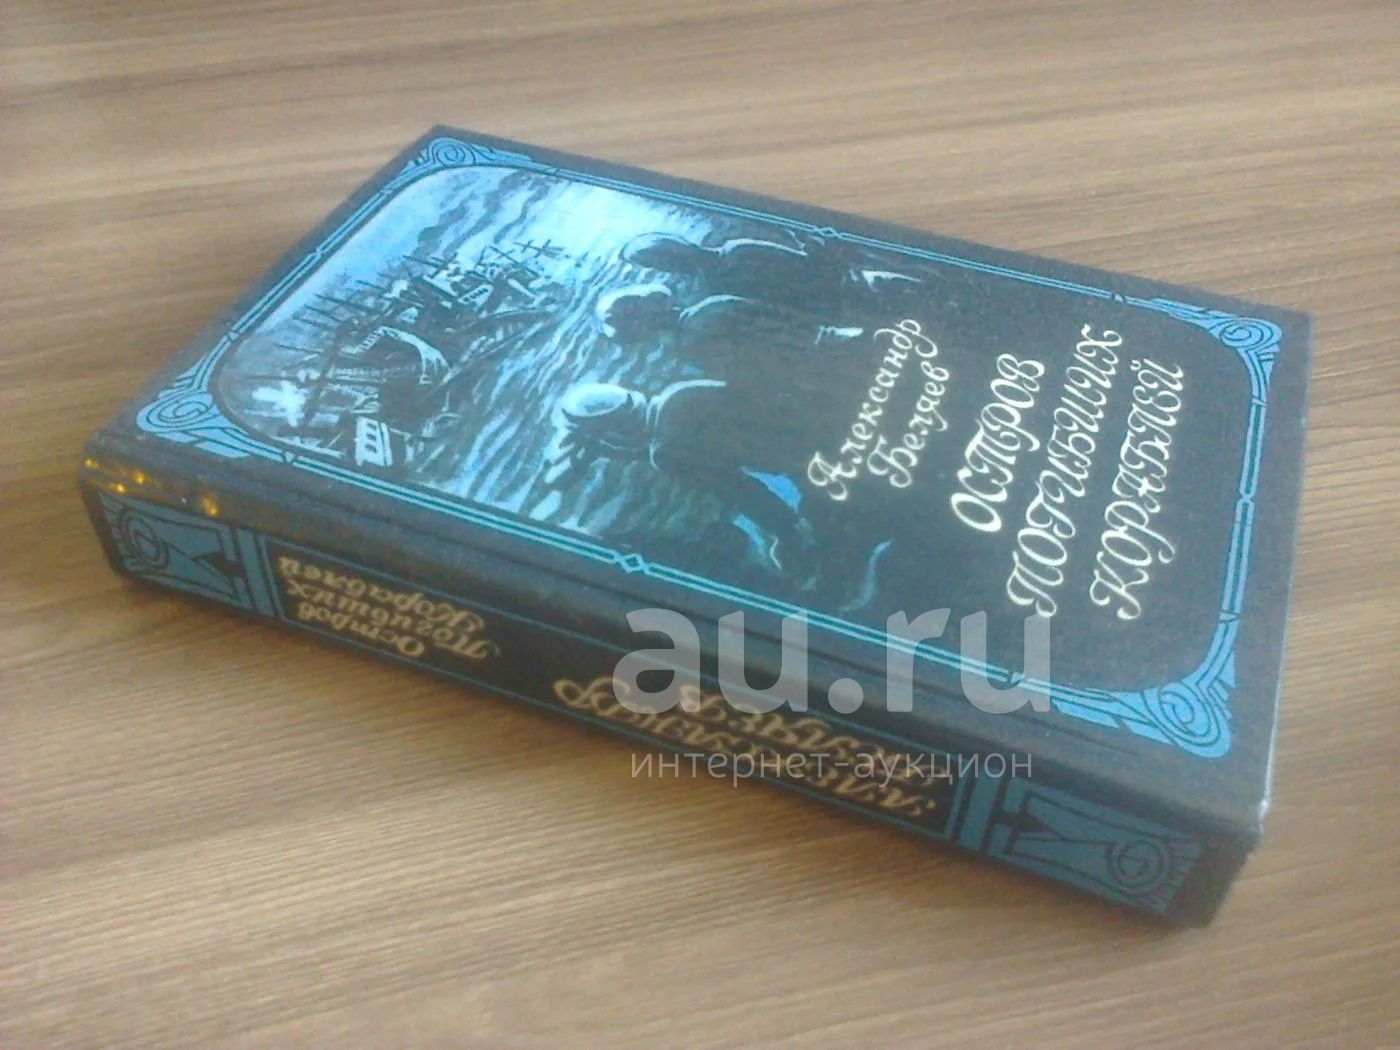 Александр
Беляев
ОСТРОВ
ПОГИБШИХ
КОРАБЛЕЙ
Остров
Погибших
Кораблей
АЛЕКСАНДР
БЕЛЯЕВ
au.ru
интернет-аукцион